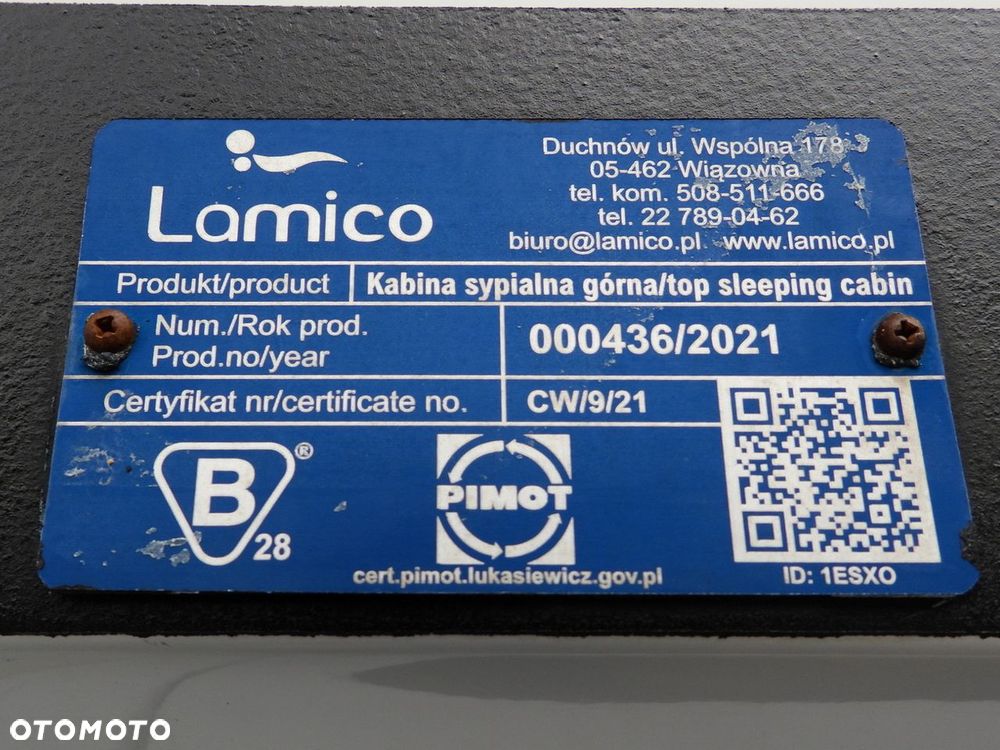 Lamico
Duchnów ul. Wspólna 178
05-462 Wiązowna
tel. kom. 508-511-666
tel. 22 789-04-62
biuro@lamico.pl www.lamico.pl
Produkt/product
Kabina sypialna górna/top sleeping cabin
Num./Rok prod.
Prod.no/year
000436/2021
Certyfikat nr/certificate no.
CW/9/21
B ®
28
PIMOT
cert.pimot.lukasiewicz.gov.pl
ID: 1ESXO
OTOMOTO